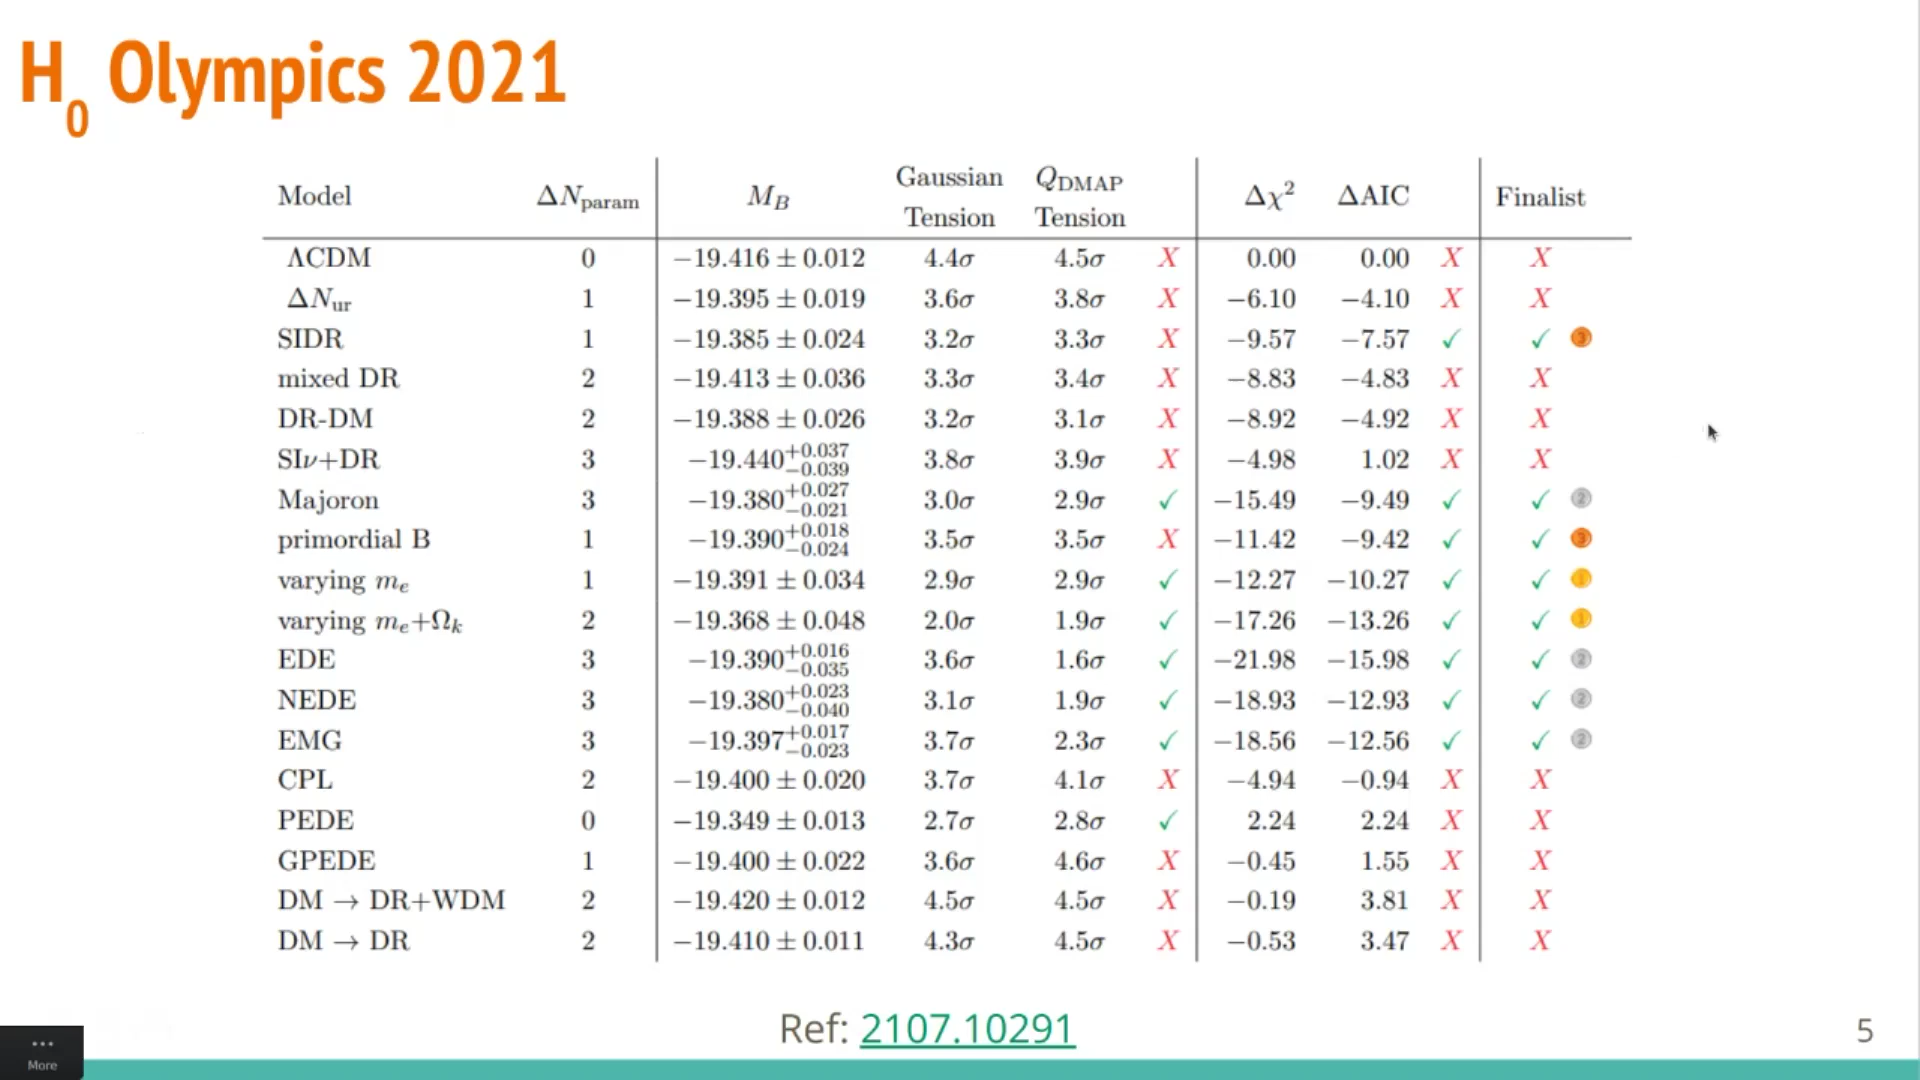 H0 Olympics 2021
Model ΔNparam MB Gaussian Tension QDMAP Tension Δχ² ΔAIC Finalist
ΛCDM 0 −19.416 ± 0.012 4.4σ 4.5σ X 0.00 0.00 X X
ΔNur 1 −19.395 ± 0.019 3.6σ 3.8σ X −6.10 −4.10 X X
SIDR 1 −19.385 ± 0.024 3.2σ 3.3σ X −9.57 −7.57 ✓ ✓ 3
mixed DR 2 −19.413 ± 0.036 3.3σ 3.4σ X −8.83 −4.83 X X
DR-DM 2 −19.388 ± 0.026 3.2σ 3.1σ X −8.92 −4.92 X X
SIν+DR 3 −19.440 +0.037 −0.039 3.8σ 3.9σ X −4.98 1.02 X X
Majoron 3 −19.380 +0.027 −0.021 3.0σ 2.9σ ✓ −15.49 −9.49 ✓ ✓ 2
primordial B 1 −19.390 +0.018 −0.024 3.5σ 3.5σ X −11.42 −9.42 ✓ ✓ 3
varying me 1 −19.391 ± 0.034 2.9σ 2.9σ ✓ −12.27 −10.27 ✓ ✓ 1
varying me+Ωk 2 −19.368 ± 0.048 2.0σ 1.9σ ✓ −17.26 −13.26 ✓ ✓ 1
EDE 3 −19.390 +0.016 −0.035 3.6σ 1.6σ ✓ −21.98 −15.98 ✓ ✓ 2
NEDE 3 −19.380 +0.023 −0.040 3.1σ 1.9σ ✓ −18.93 −12.93 ✓ ✓ 2
EMG 3 −19.397 +0.017 −0.023 3.7σ 2.3σ ✓ −18.56 −12.56 ✓ ✓ 2
CPL 2 −19.400 ± 0.020 3.7σ 4.1σ X −4.94 −0.94 X X
PEDE 0 −19.349 ± 0.013 2.7σ 2.8σ ✓ 2.24 2.24 X X
GPEDE 1 −19.400 ± 0.022 3.6σ 4.6σ X −0.45 1.55 X X
DM → DR+WDM 2 −19.420 ± 0.012 4.5σ 4.5σ X −0.19 3.81 X X
DM → DR 2 −19.410 ± 0.011 4.3σ 4.5σ X −0.53 3.47 X X
Ref: 2107.10291
5
More